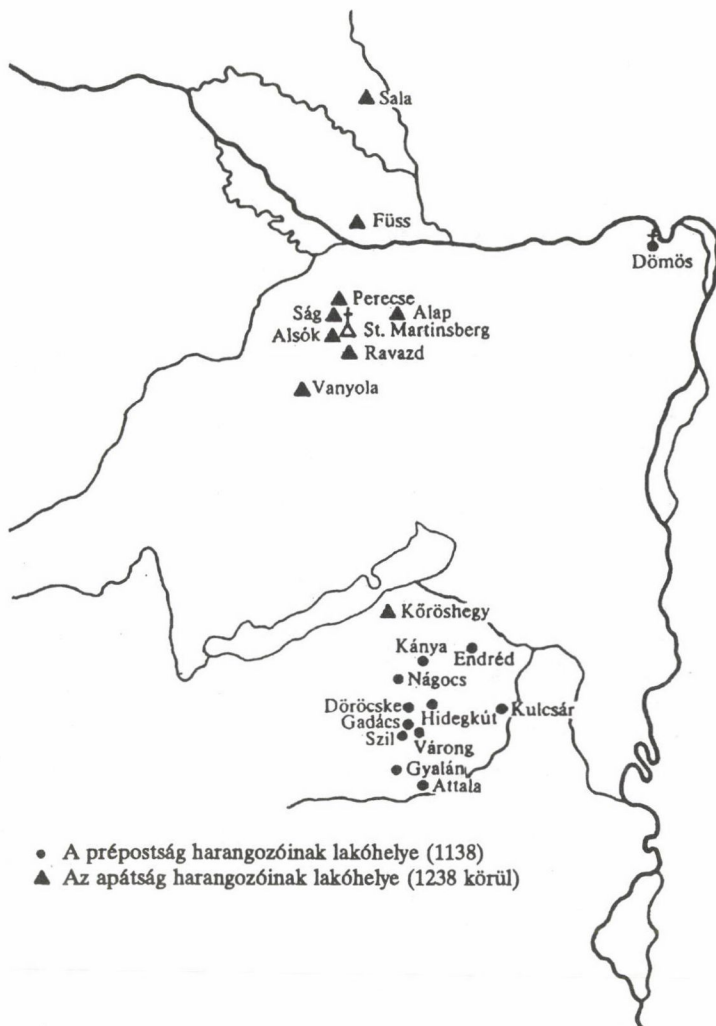 Sala
Füss
Dömös
Perecse
Ság
Alap
St. Martinsberg
Alsók
Ravazd
Vanyola
Kőröshegy
Kánya
Endréd
Nágocs
Döröcske
Hidegkút
Kulcsár
Gadács
Szil
Várong
Gyalán
Attala
• A prépostság harangozóinak lakóhelye (1138)
▲ Az apátság harangozóinak lakóhelye (1238 körül)